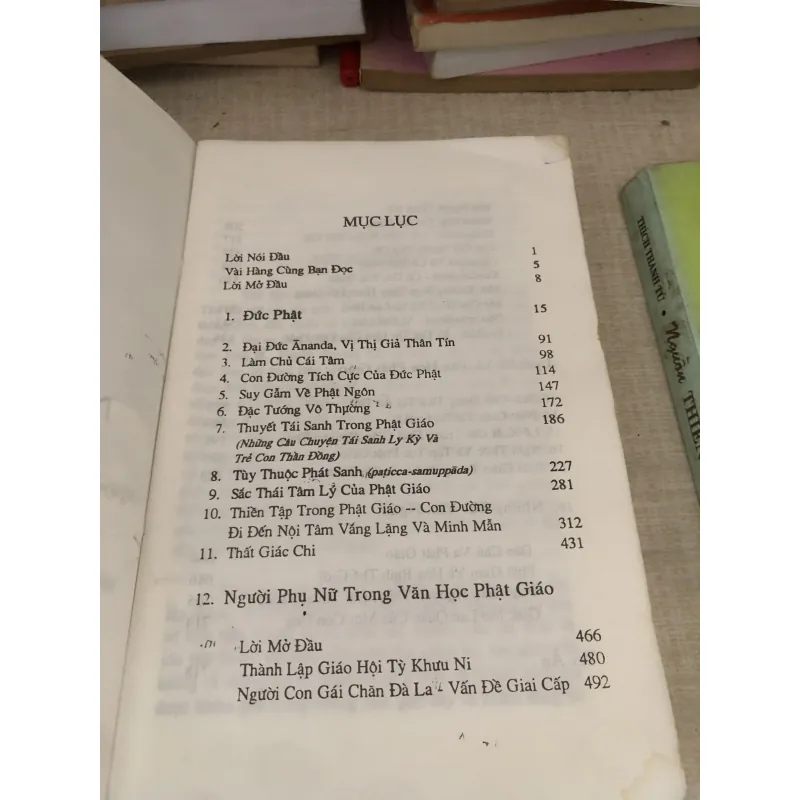 MỤC LỤC
Lời Nói Đầu 1
Vài Hàng Cùng Bạn Đọc 5
Lời Mở Đầu 8
1. Đức Phật 15
2. Đại Đức Ānanda, Vị Thị Giả Thân Tín 91
3. Làm Chủ Cái Tâm 98
4. Con Đường Tích Cực Của Đức Phật 114
5. Suy Gẫm Về Phật Ngôn 147
6. Đặc Tướng Vô Thường 172
7. Thuyết Tái Sanh Trong Phật Giáo 186
(Những Câu Chuyện Tái Sanh Ly Kỳ Và
Trẻ Con Thần Đồng)
8. Tùy Thuộc Phát Sanh (paṭicca-samuppāda) 227
9. Sắc Thái Tâm Lý Của Phật Giáo 281
10. Thiền Tập Trong Phật Giáo -- Con Đường
Đi Đến Nội Tâm Vắng Lặng Và Minh Mẫn 312
11. Thất Giác Chi 431
12. Người Phụ Nữ Trong Văn Học Phật Giáo
Lời Mở Đầu 466
Thành Lập Giáo Hội Tỳ Khưu Ni 480
Người Con Gái Chăn Đà La - Vấn Đề Giai Cấp 492
THÍCH THANH TỪ • Nguồn THIỀN